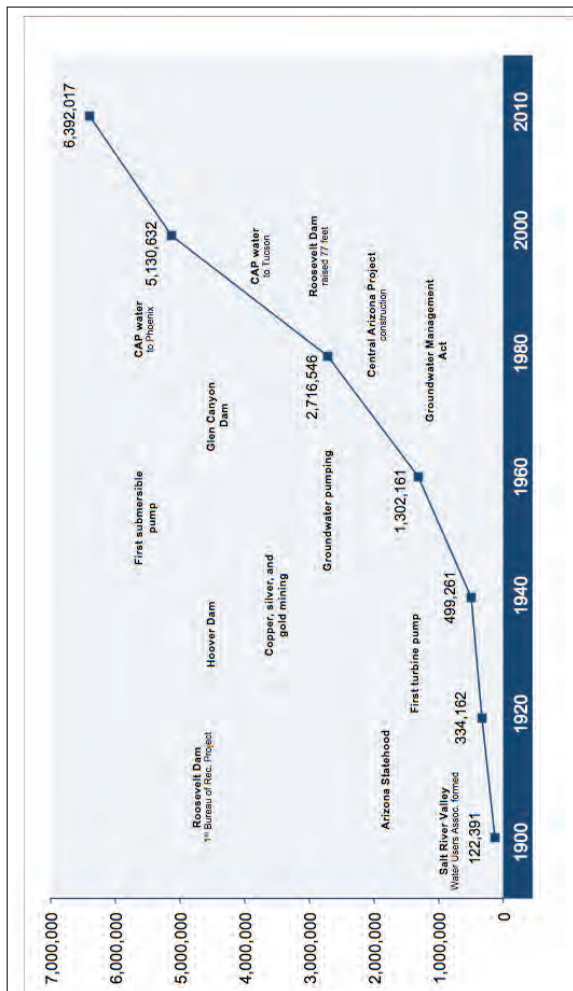 7,000,000
6,000,000
5,000,000
4,000,000
3,000,000
2,000,000
1,000,000
0
1900
1920
1940
1960
1980
2000
2010
122,391
334,162
499,261
1,302,161
2,716,546
5,130,632
6,392,017
Salt River Valley
Water Users Assoc. formed
Arizona Statehood
Roosevelt Dam
1st Bureau of Rec. Project
First turbine pump
Hoover Dam
Copper, silver, and
gold mining
First submersible
pump
Groundwater pumping
Glen Canyon
Dam
Groundwater Management
Act
Central Arizona Project
construction
CAP water
to Phoenix
CAP water
to Tucson
Roosevelt Dam
raised 77 feet